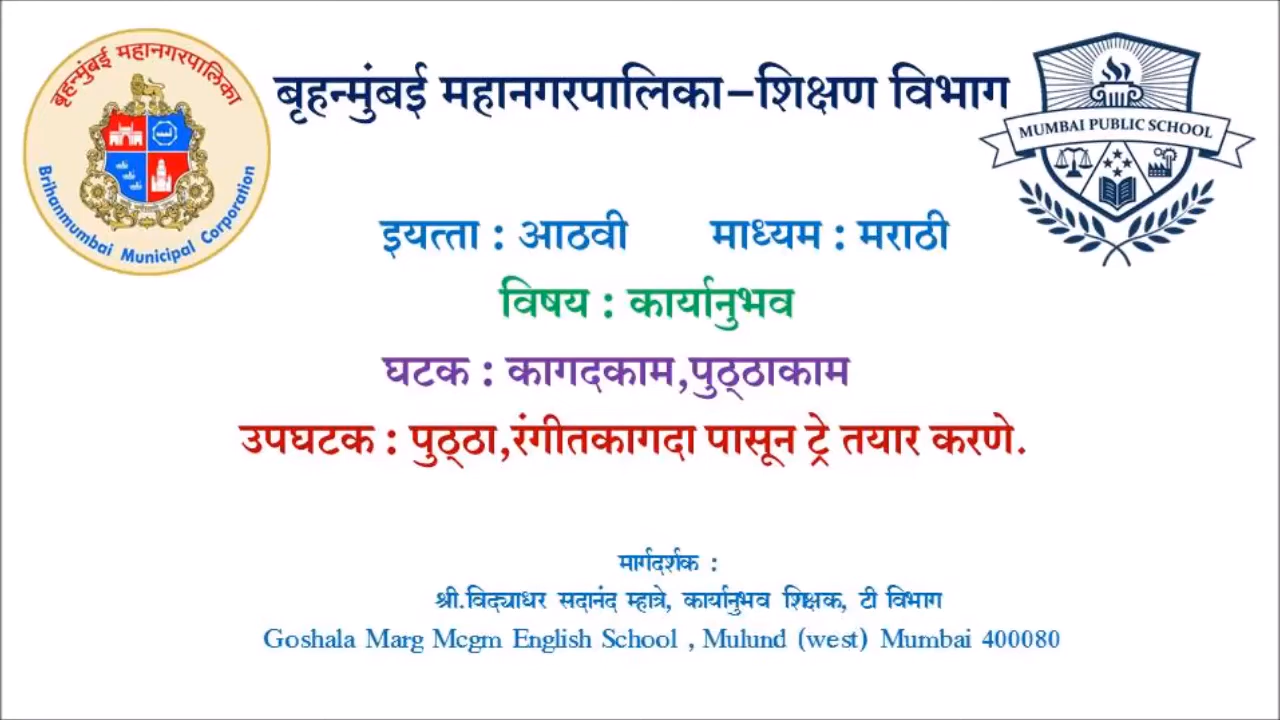 बृहन्मुंबई महानगरपालिका
Brihanmumbai Municipal Corporation
बृहन्मुंबई महानगरपालिका–शिक्षण विभाग
MUMBAI PUBLIC SCHOOL
इयत्ता : आठवी माध्यम : मराठी
विषय : कार्यानुभव
घटक : कागदकाम,पुठ्ठाकाम
उपघटक : पुठ्ठा,रंगीतकागदा पासून ट्रे तयार करणे.
मार्गदर्शक :
श्री.विद्याधर सदानंद म्हात्रे, कार्यानुभव शिक्षक, टी विभाग
Goshala Marg Mcgm English School , Mulund (west) Mumbai 400080